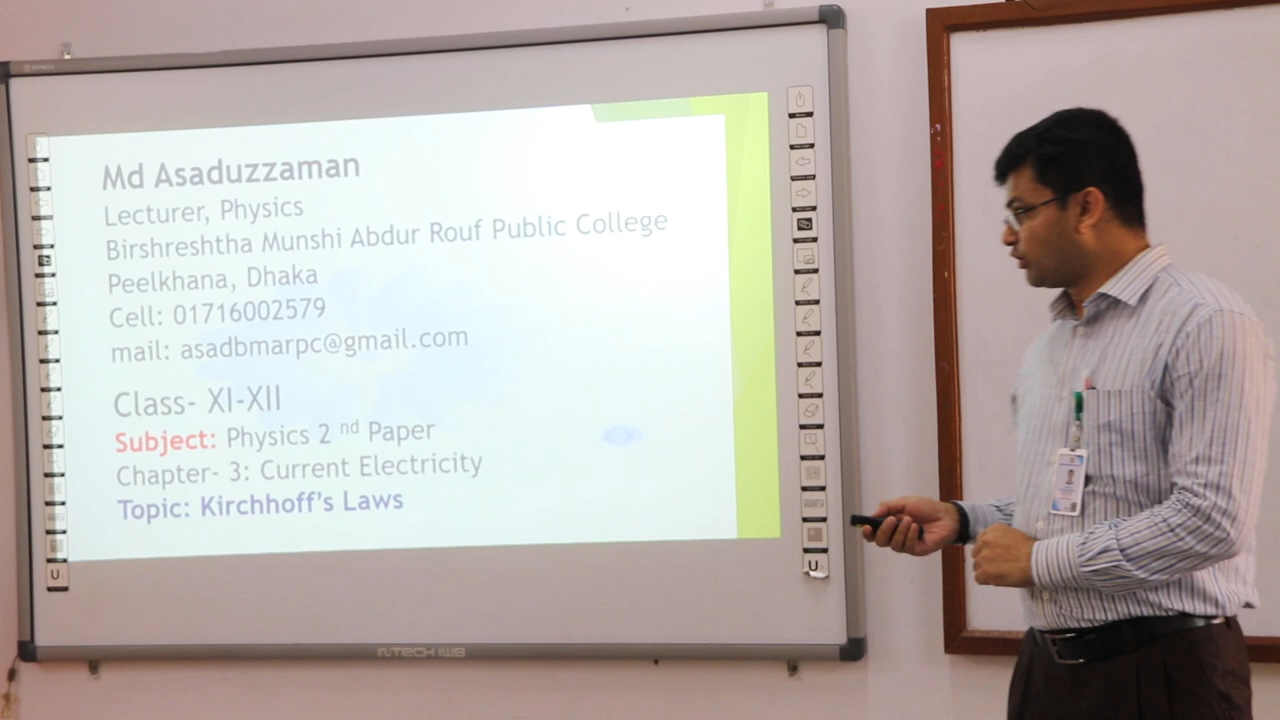 Md Asaduzzaman
Lecturer, Physics
Birshreshtha Munshi Abdur Rouf Public College
Peelkhana, Dhaka
Cell: 01716002579
mail: asadbmarpc@gmail.com
Class- XI-XII
Subject: Physics 2 nd Paper
Chapter- 3: Current Electricity
Topic: Kirchhoff's Laws
U
U
INTECH IWB